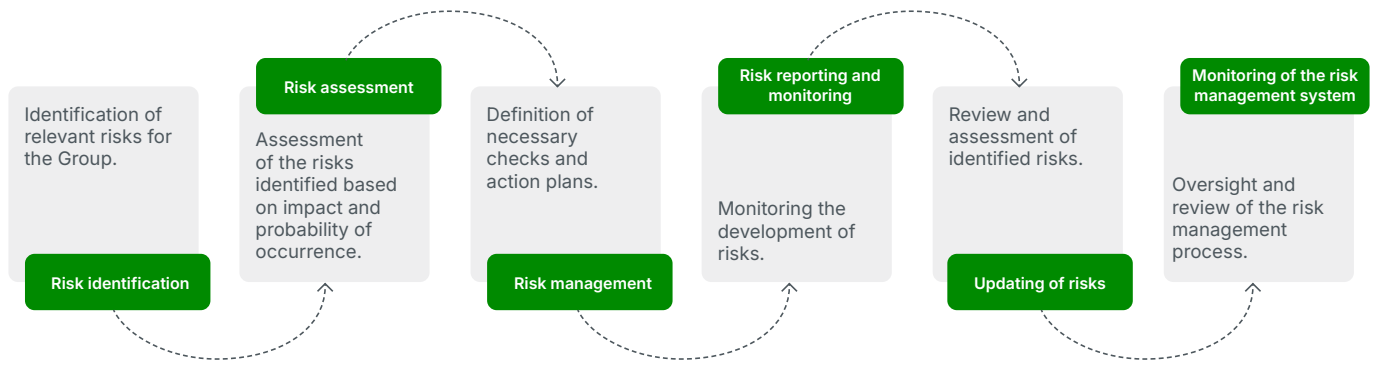 Identification of
relevant risks for
the Group.
Risk identification
Risk assessment
Assessment
of the risks
identified based
on impact and
probability of
occurrence.
Definition of
necessary
checks and
action plans.
Risk management
Risk reporting and
monitoring
Monitoring the
development of
risks.
Review and
assessment of
identified risks.
Updating of risks
Monitoring of the risk
management system
Oversight and
review of the risk
management
process.